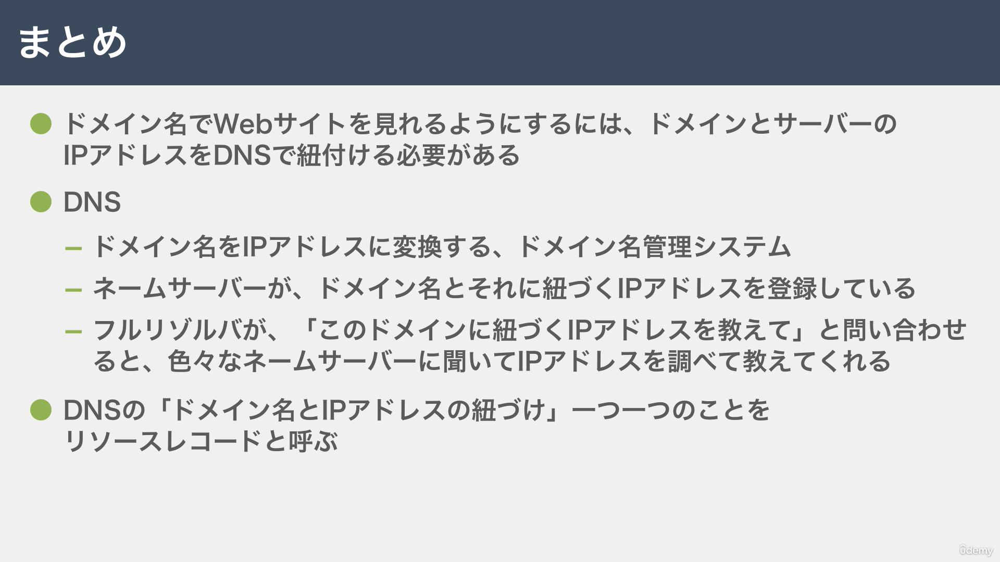 まとめ
ドメイン名でWebサイトを見れるようにするには、ドメインとサーバーの
IPアドレスをDNSで紐付ける必要がある
DNS
– ドメイン名をIPアドレスに変換する、ドメイン名管理システム
– ネームサーバーが、ドメイン名とそれに紐づくIPアドレスを登録している
– フルリゾルバが、「このドメインに紐づくIPアドレスを教えて」と問い合わせ
ると、色々なネームサーバーに聞いてIPアドレスを調べて教えてくれる
DNSの「ドメイン名とIPアドレスの紐づけ」一つ一つのことを
リソースレコードと呼ぶ
ûdemy